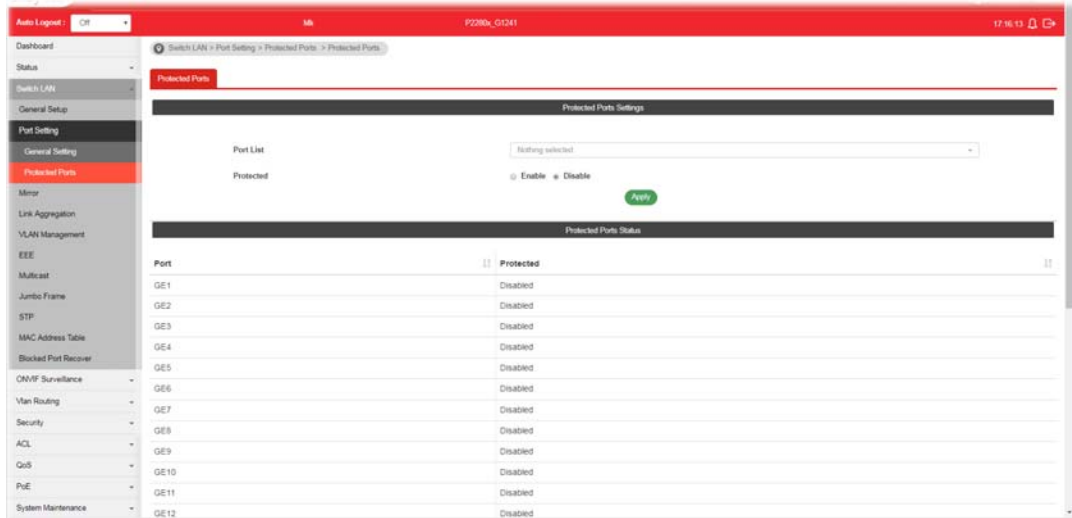 Auto Logout : Off Mk P2280x_G1241 17:16:13
Dashboard
Status
Switch LAN
General Setup
Port Setting
General Setting
Protected Ports
Mirror
Link Aggregation
VLAN Management
EEE
Multicast
Jumbo Frame
STP
MAC Address Table
Blocked Port Recover
ONVIF Surveillance
Vlan Routing
Security
ACL
QoS
PoE
System Maintenance
Switch LAN > Port Setting > Protected Ports > Protected Ports
Protected Ports
Protected Ports Settings
Port List Nothing selected
Protected Enable Disable
Apply
Protected Ports Status
Port Protected
GE1 Disabled
GE2 Disabled
GE3 Disabled
GE4 Disabled
GE5 Disabled
GE6 Disabled
GE7 Disabled
GE8 Disabled
GE9 Disabled
GE10 Disabled
GE11 Disabled
GE12 Disabled